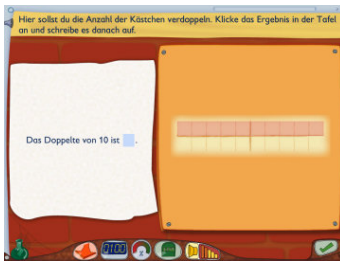 Hier sollst du die Anzahl der Kästchen verdoppeln. Klicke das Ergebnis in der Tafel
an und schreibe es danach auf.
Das Doppelte von 10 ist .